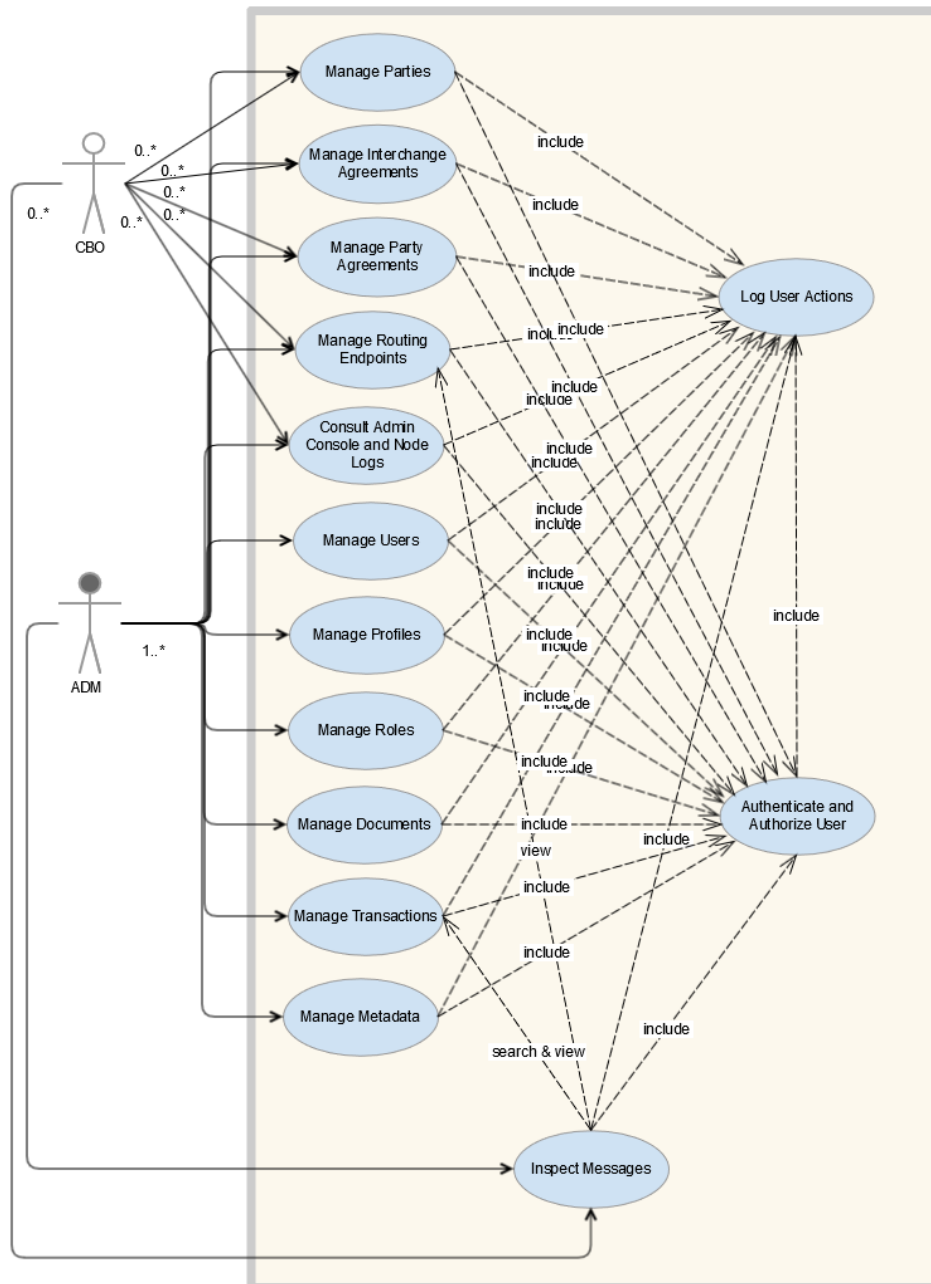 Manage Parties
include
0..*
Manage Interchange
Agreements
0..*
0..*
include
0..*
0..*
0..*
CBO
Manage Party
Agreements
include
Log User Actions
Manage Routing
Endpoints
include
include
Consult Admin
Console and Node
Logs
include
include
include
include
Manage Users
include
include
include
include
Manage Profiles
1..*
ADM
include
include
include
include
include
Manage Roles
include
include
Manage Documents
include
Authenticate and
Authorize User
view
include
include
Manage Transactions
include
Manage Metadata
search & view
include
Inspect Messages